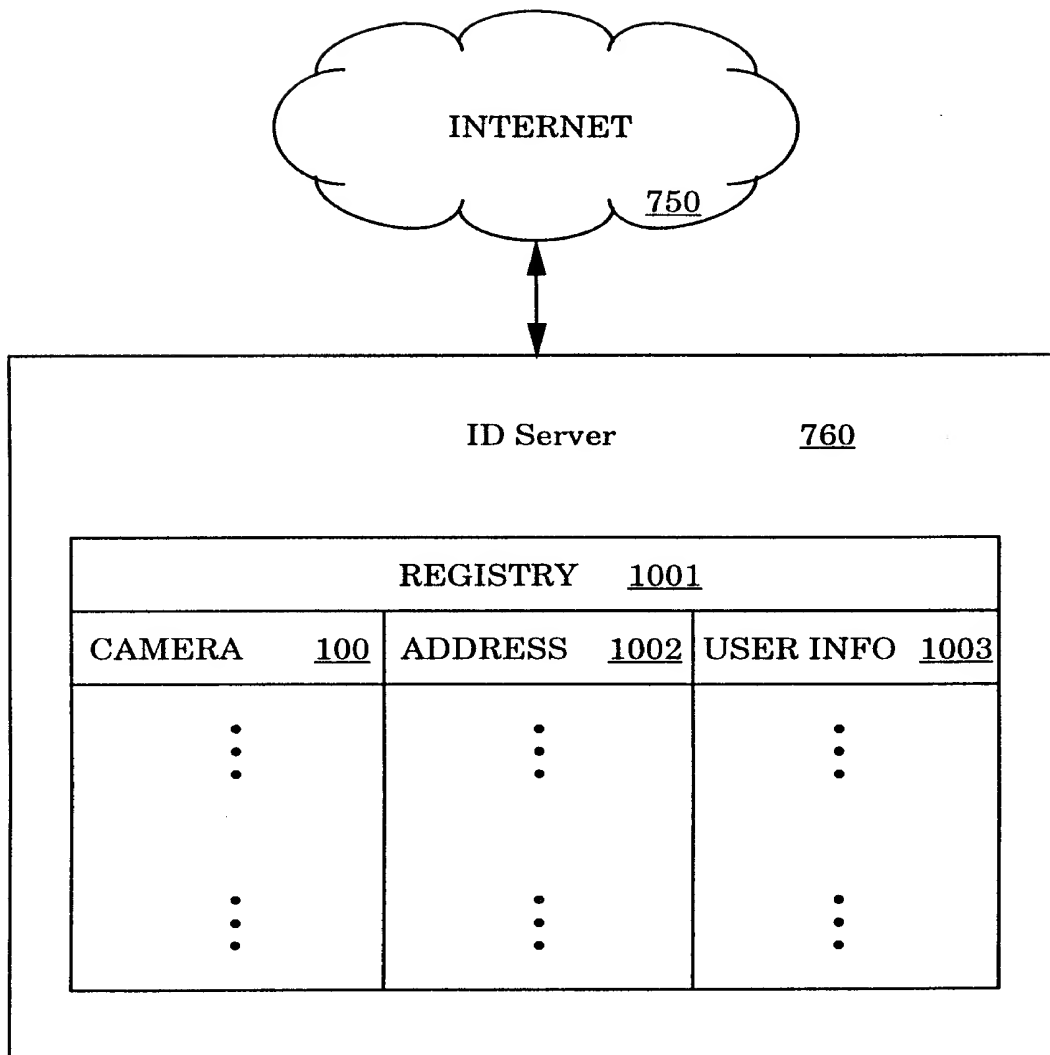 INTERNET
750
ID Server 760
REGISTRY 1001
CAMERA 100 ADDRESS 1002 USER INFO 1003